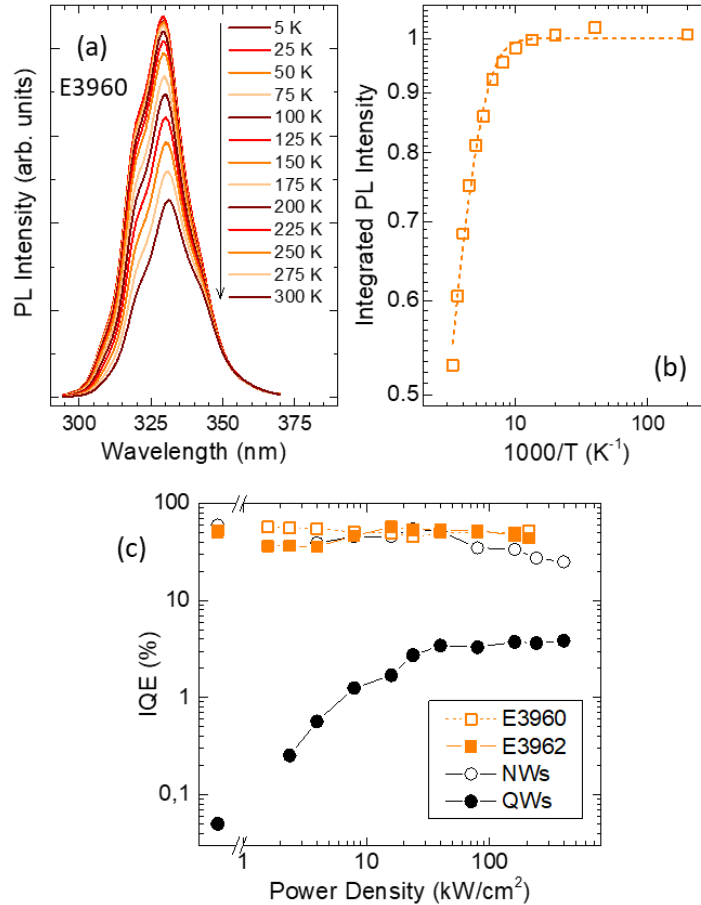 (a)
E3960
5 K
25 K
50 K
75 K
100 K
125 K
150 K
175 K
200 K
225 K
250 K
275 K
300 K
PL Intensity (arb. units)
300 325 350 375
Wavelength (nm)
Integrated PL Intensity
1
0.9
0.8
0.7
0.6
0.5
(b)
10 100
1000/T (K⁻¹)
(c)
IQE (%)
100
10
1
0,1
E3960
E3962
NWs
QWs
1 10 100
Power Density (kW/cm²)